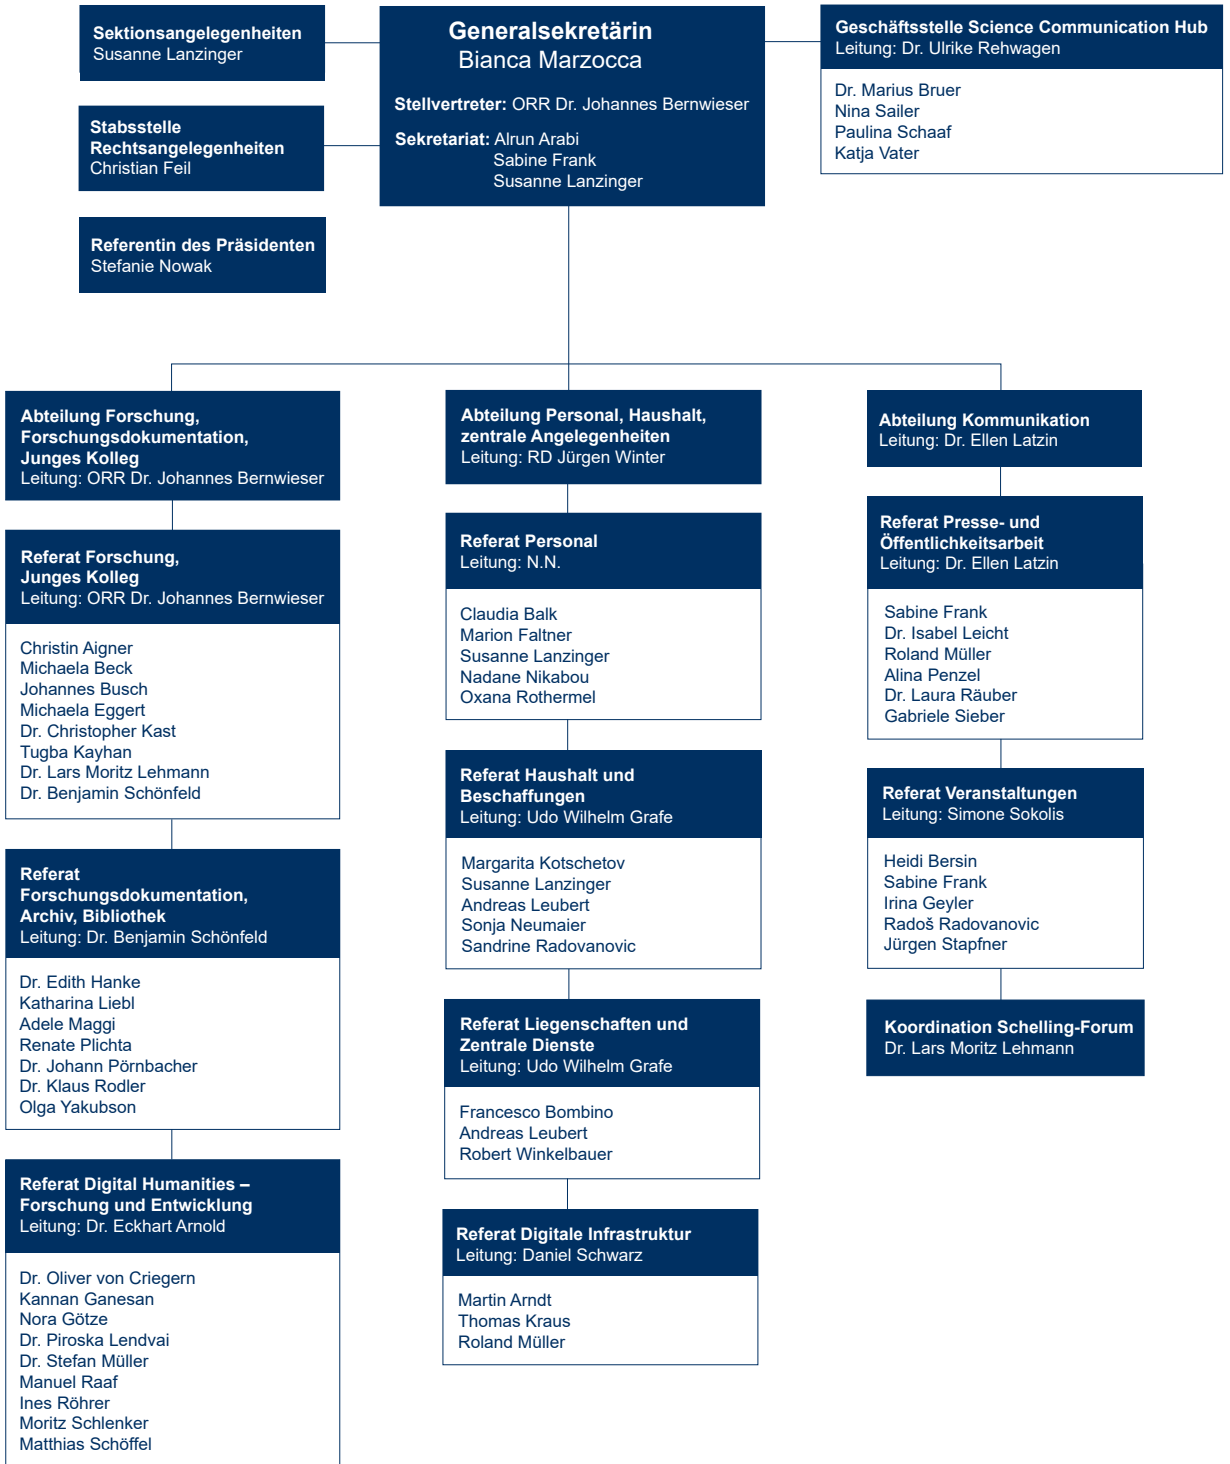 Sektionsangelegenheiten
Susanne Lanzinger
Stabsstelle
Rechtsangelegenheiten
Christian Feil
Referentin des Präsidenten
Stefanie Nowak
Generalsekretärin
Bianca Marzocca
Stellvertreter: ORR Dr. Johannes Bernwieser
Sekretariat: Alrun Arabi
Sabine Frank
Susanne Lanzinger
Geschäftsstelle Science Communication Hub
Leitung: Dr. Ulrike Rehwagen
Dr. Marius Bruer
Nina Sailer
Paulina Schaaf
Katja Vater
Abteilung Forschung,
Forschungsdokumentation,
Junges Kolleg
Leitung: ORR Dr. Johannes Bernwieser
Referat Forschung,
Junges Kolleg
Leitung: ORR Dr. Johannes Bernwieser
Christin Aigner
Michaela Beck
Johannes Busch
Michaela Eggert
Dr. Christopher Kast
Tugba Kayhan
Dr. Lars Moritz Lehmann
Dr. Benjamin Schönfeld
Referat
Forschungsdokumentation,
Archiv, Bibliothek
Leitung: Dr. Benjamin Schönfeld
Dr. Edith Hanke
Katharina Liebl
Adele Maggi
Renate Plichta
Dr. Johann Pörnbacher
Dr. Klaus Rodler
Olga Yakubson
Referat Digital Humanities –
Forschung und Entwicklung
Leitung: Dr. Eckhart Arnold
Dr. Oliver von Criegern
Kannan Ganesan
Nora Götze
Dr. Piroska Lendvai
Dr. Stefan Müller
Manuel Raaf
Ines Röhrer
Moritz Schlenker
Matthias Schöffel
Abteilung Personal, Haushalt,
zentrale Angelegenheiten
Leitung: RD Jürgen Winter
Referat Personal
Leitung: N.N.
Claudia Balk
Marion Faltner
Susanne Lanzinger
Nadane Nikabou
Oxana Rothermel
Referat Haushalt und
Beschaffungen
Leitung: Udo Wilhelm Grafe
Margarita Kotschetov
Susanne Lanzinger
Andreas Leubert
Sonja Neumaier
Sandrine Radovanovic
Referat Liegenschaften und
Zentrale Dienste
Leitung: Udo Wilhelm Grafe
Francesco Bombino
Andreas Leubert
Robert Winkelbauer
Referat Digitale Infrastruktur
Leitung: Daniel Schwarz
Martin Arndt
Thomas Kraus
Roland Müller
Abteilung Kommunikation
Leitung: Dr. Ellen Latzin
Referat Presse- und
Öffentlichkeitsarbeit
Leitung: Dr. Ellen Latzin
Sabine Frank
Dr. Isabel Leicht
Roland Müller
Alina Penzel
Dr. Laura Räuber
Gabriele Sieber
Referat Veranstaltungen
Leitung: Simone Sokolis
Heidi Bersin
Sabine Frank
Irina Geyler
Radoš Radovanovic
Jürgen Stapfner
Koordination Schelling-Forum
Dr. Lars Moritz Lehmann